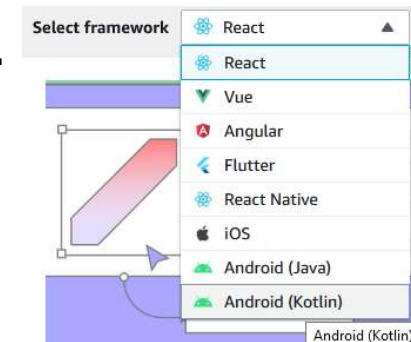 Select framework React
React
Vue
Angular
Flutter
React Native
iOS
Android (Java)
Android (Kotlin)
Android (Kotlin)